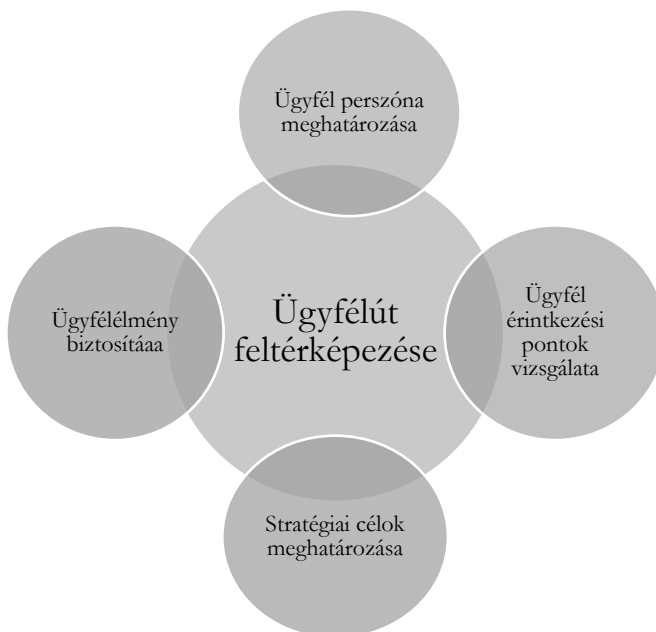 Ügyfél perszóna
meghatározása
Ügyfélélmény
biztosítáaa
Ügyfélút
feltérképezése
Ügyfél
érintkezési
pontok
vizsgálata
Stratégiai célok
meghatározása